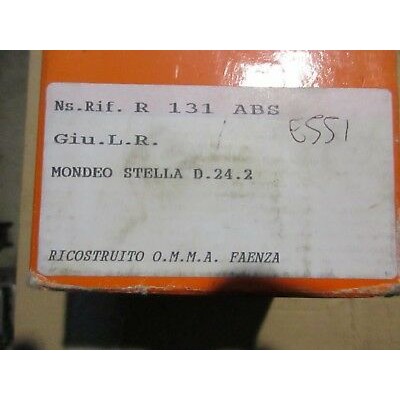 Ns.Rif. R 131 ABS
E551
Giu.L.R.
MONDEO STELLA D.24.2
RICOSTRUITO O.M.M.A. FAENZA